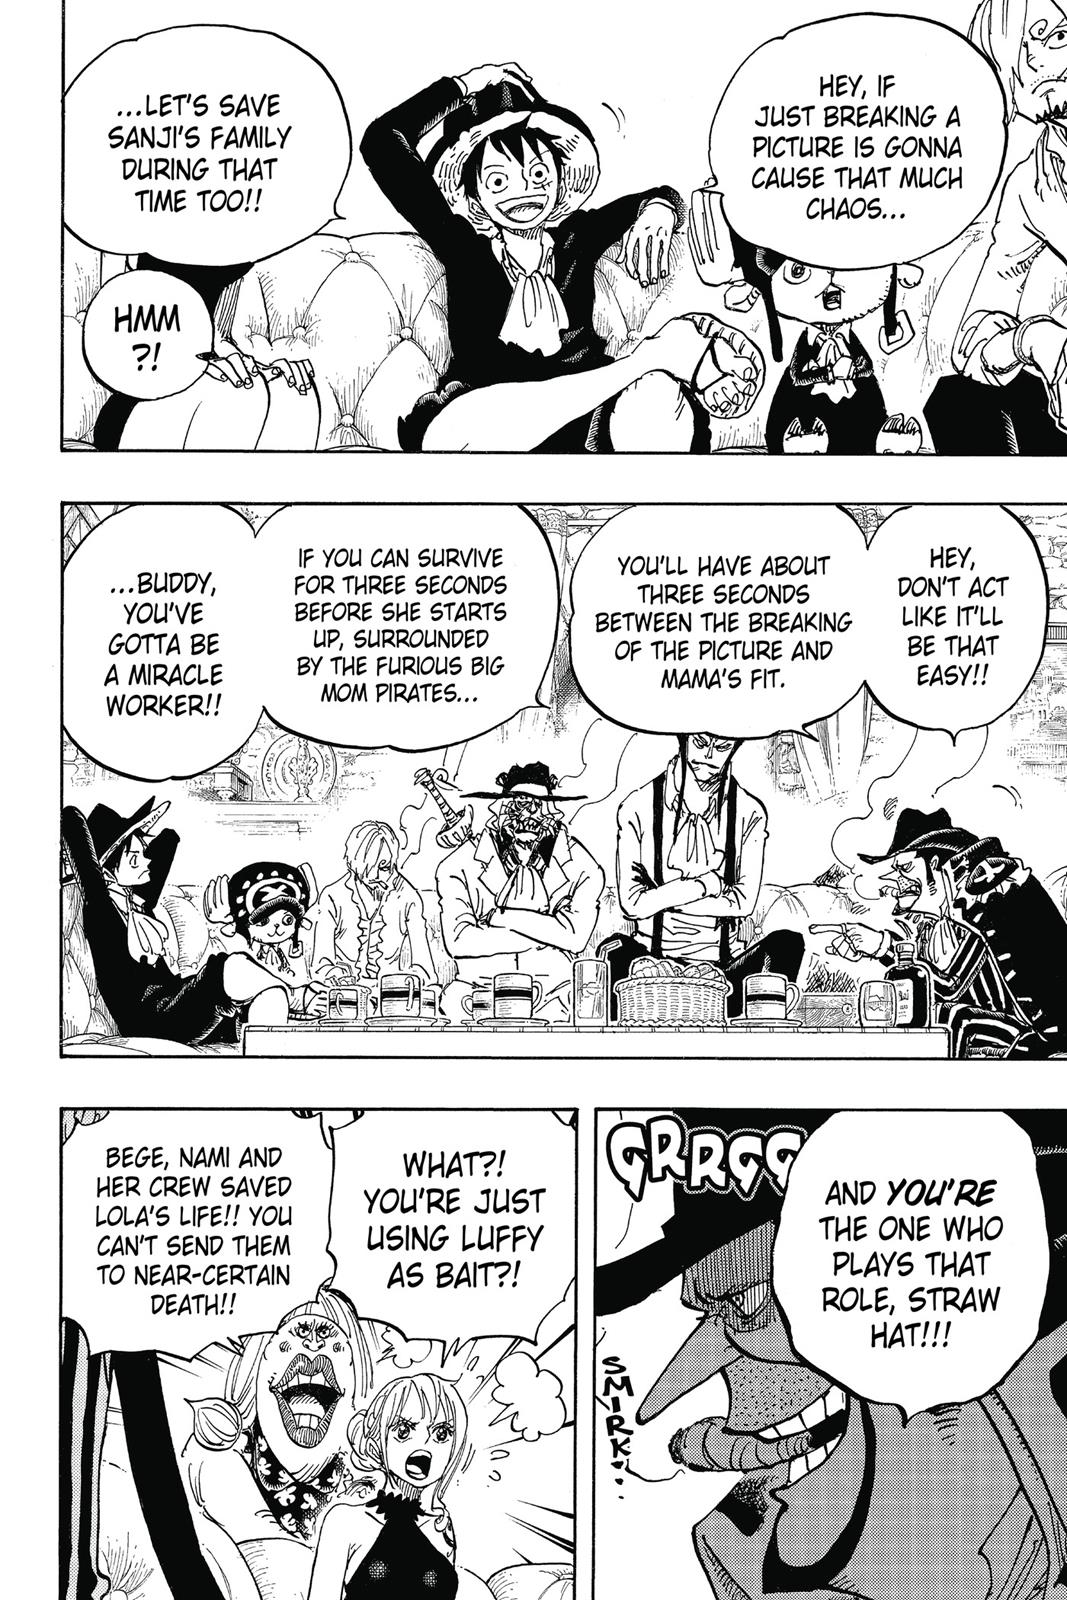 HEY, IF
JUST BREAKING A
PICTURE IS GONNA
CAUSE THAT MUCH
CHAOS...
...LET'S SAVE
SANJI'S FAMILY
DURING THAT
TIME TOO!!
HMM
?!
HEY,
DON'T ACT
LIKE IT'LL
BE THAT
EASY!!
YOU'LL HAVE ABOUT
THREE SECONDS
BETWEEN THE BREAKING
OF THE PICTURE AND
MAMA'S FIT.
IF YOU CAN SURVIVE
FOR THREE SECONDS
BEFORE SHE STARTS
UP, SURROUNDED
BY THE FURIOUS BIG
MOM PIRATES...
...BUDDY,
YOU'VE
GOTTA BE
A MIRACLE
WORKER!!
GRRGG
AND YOU'RE
THE ONE WHO
PLAYS THAT
ROLE, STRAW
HAT!!!
SMIRK..
WHAT?!
YOU'RE JUST
USING LUFFY
AS BAIT?!
BEGE, NAMI AND
HER CREW SAVED
LOLA'S LIFE!! YOU
CAN'T SEND THEM
TO NEAR-CERTAIN
DEATH!!